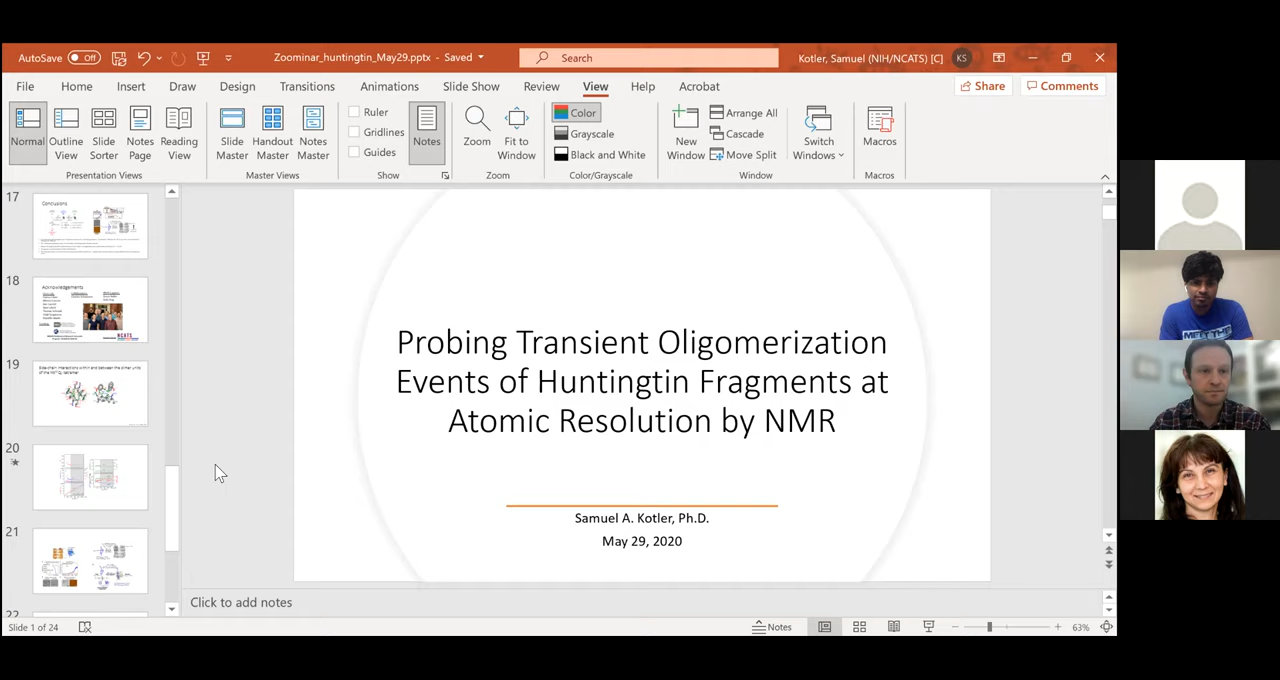 AutoSave Off Zoominar_huntingtin_May29.pptx - Saved Search Kotler, Samuel (NIH/NCATS) [C] KS
File Home Insert Draw Design Transitions Animations Slide Show Review View Help Acrobat Share Comments
Normal Outline View Slide Sorter Notes Page Reading View
Presentation Views
Slide Master Handout Master Notes Master
Master Views
Ruler
Gridlines
Guides
Show
Notes
Zoom Fit to Window
Zoom
Color
Grayscale
Black and White
Color/Grayscale
New Window
Arrange All
Cascade
Move Split
Switch Windows
Window
Macros
Macros
17
Conclusions
18
Acknowledgements
NCATS
19
20
21
22
Probing Transient Oligomerization
Events of Huntingtin Fragments at
Atomic Resolution by NMR
Samuel A. Kotler, Ph.D.
May 29, 2020
Click to add notes
Slide 1 of 24 Notes 63%